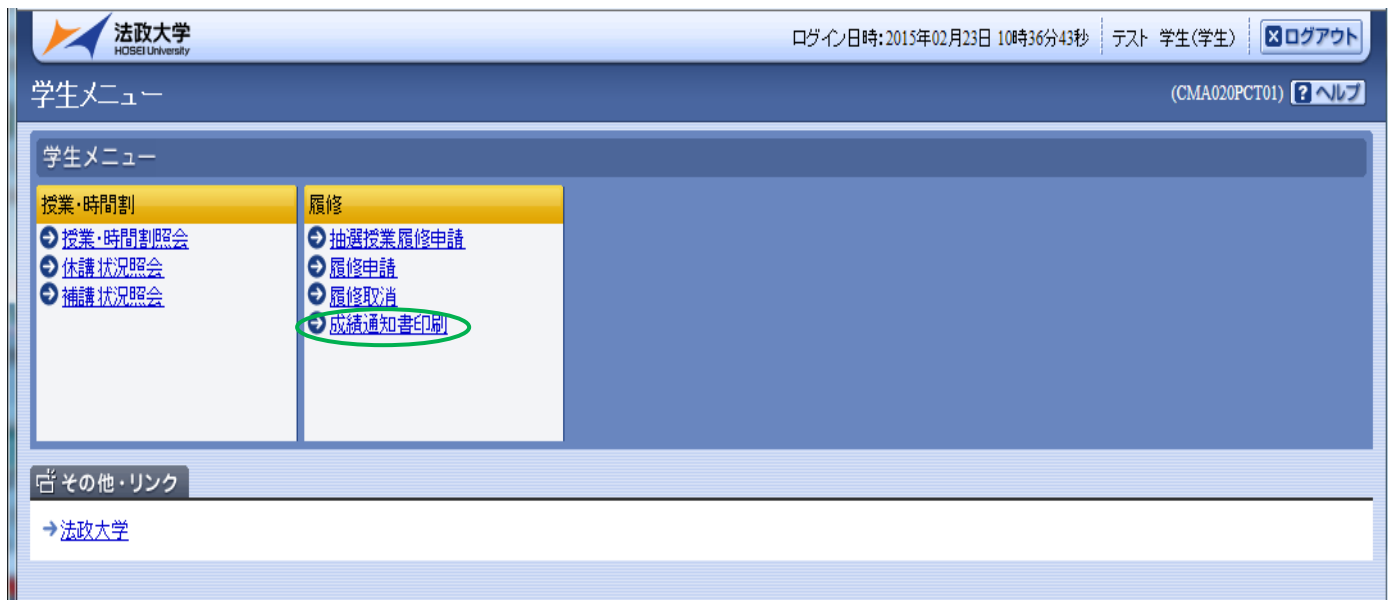 法政大学
HOSEI University
ログイン日時:2015年02月23日 10時36分43秒 テスト 学生(学生) ログアウト
学生メニュー
(CMA020PCT01) ? ヘルプ
学生メニュー
授業・時間割
授業・時間割照会
休講状況照会
補講状況照会
履修
抽選授業履修申請
履修申請
履修取消
成績通知書印刷
その他・リンク
法政大学